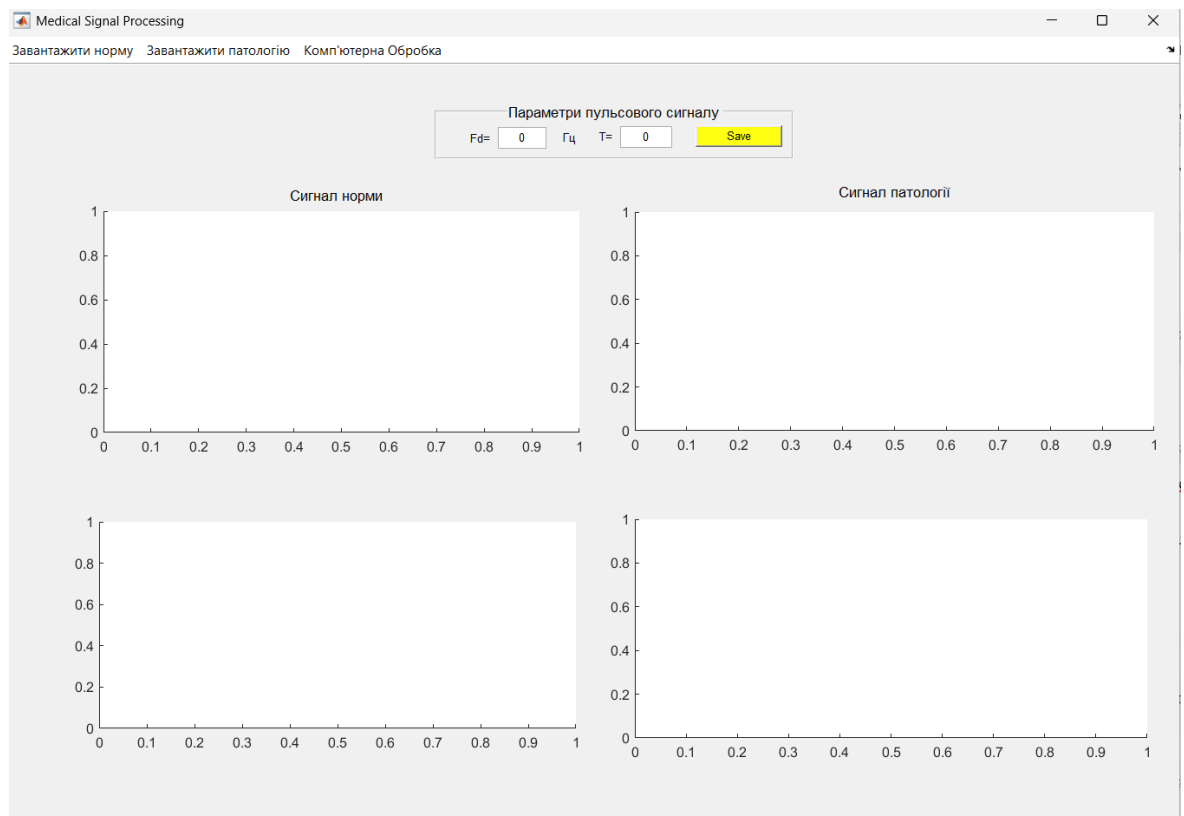 Medical Signal Processing
Завантажити норму Завантажити патологію Комп'ютерна Обробка
Параметри пульсового сигналу
Fd= 0 Гц T= 0 Save
Сигнал норми
1
0.8
0.6
0.4
0.2
0
0 0.1 0.2 0.3 0.4 0.5 0.6 0.7 0.8 0.9 1
Сигнал патології
1
0.8
0.6
0.4
0.2
0
0 0.1 0.2 0.3 0.4 0.5 0.6 0.7 0.8 0.9 1
1
0.8
0.6
0.4
0.2
0
0 0.1 0.2 0.3 0.4 0.5 0.6 0.7 0.8 0.9 1
1
0.8
0.6
0.4
0.2
0
0 0.1 0.2 0.3 0.4 0.5 0.6 0.7 0.8 0.9 1